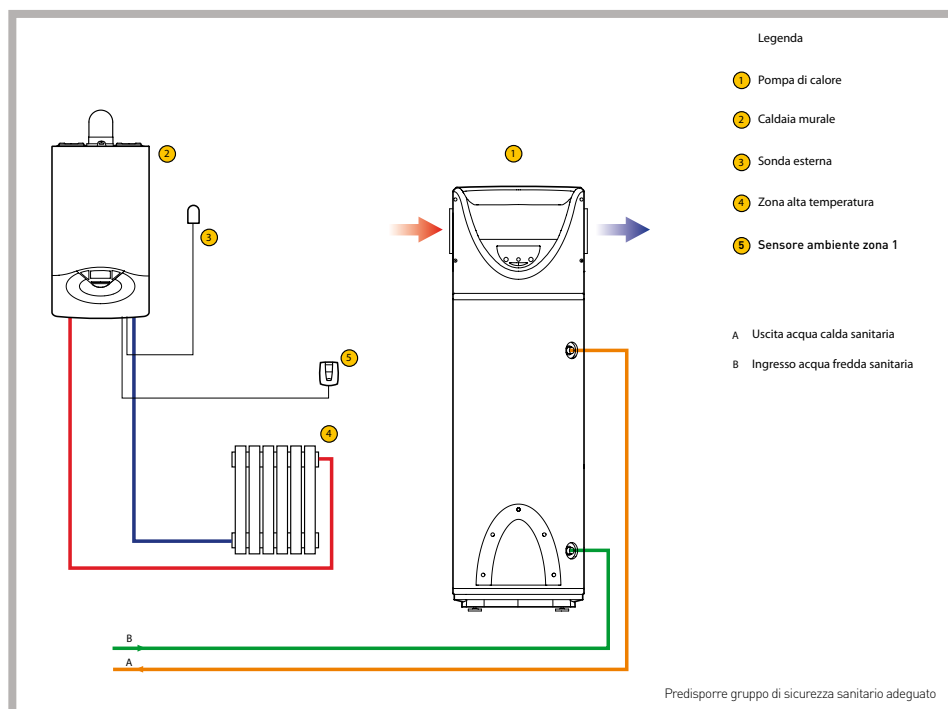 Legenda
1 Pompa di calore
2 Caldaia murale
3 Sonda esterna
4 Zona alta temperatura
5 Sensore ambiente zona 1
A Uscita acqua calda sanitaria
B Ingresso acqua fredda sanitaria
2
1
3
5
4
B
A
Predisporre gruppo di sicurezza sanitario adeguato